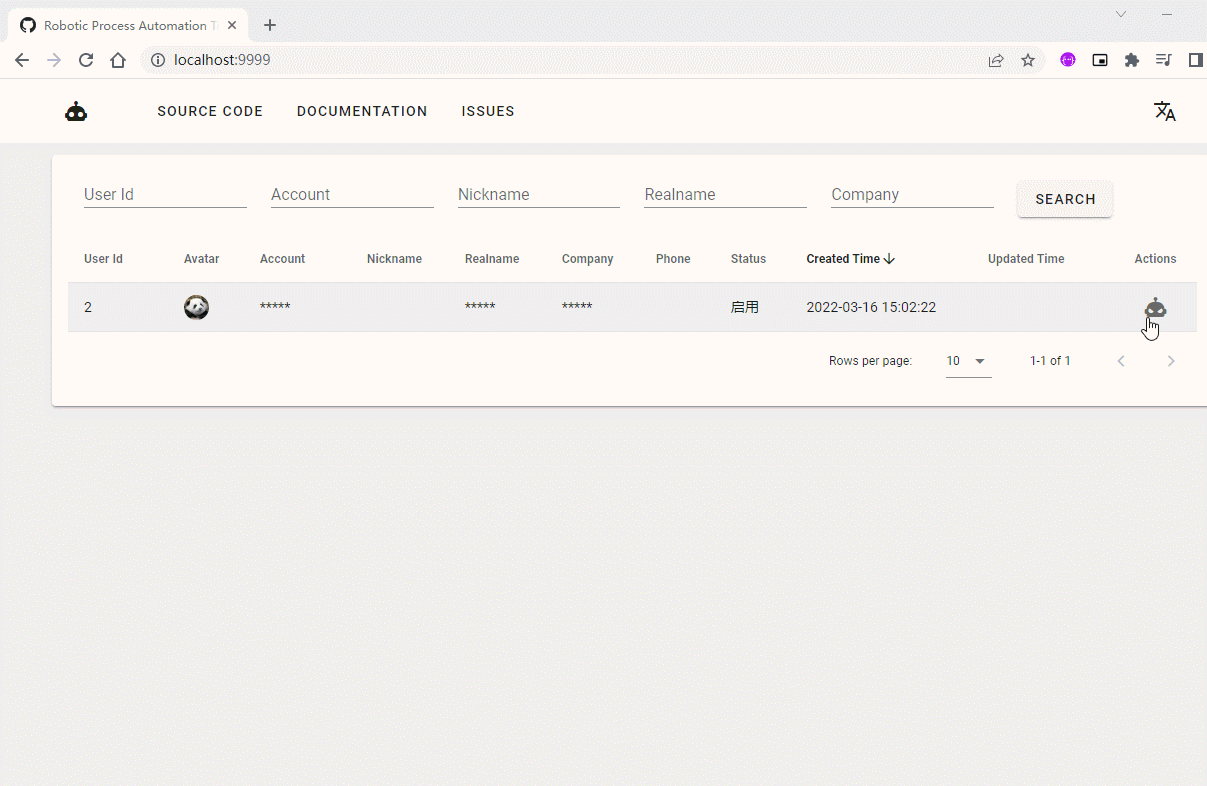 Robotic Process Automation T
localhost:9999
SOURCE CODE DOCUMENTATION ISSUES
User Id Account Nickname Realname Company SEARCH
User Id Avatar Account Nickname Realname Company Phone Status Created Time Updated Time Actions
2 ***** ***** ***** 启用 2022-03-16 15:02:22
Rows per page: 10 1-1 of 1